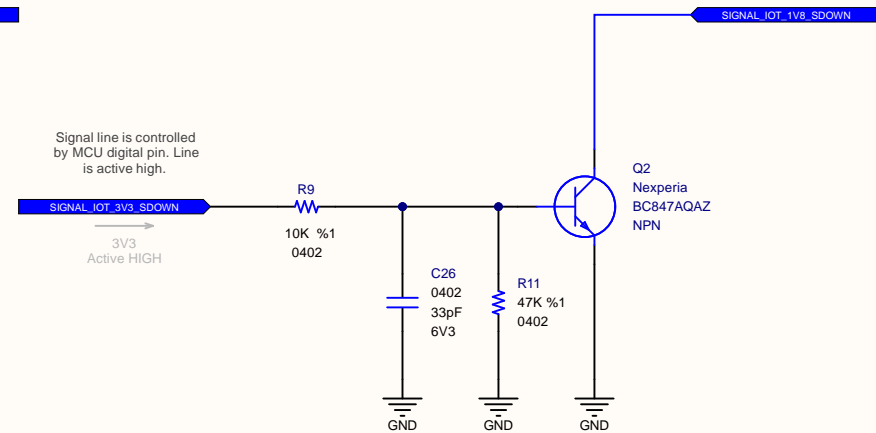 SIGNAL_IOT_1V8_SDOWN
Signal line is controlled
by MCU digital pin. Line
is active high.
SIGNAL_IOT_3V3_SDOWN
3V3
Active HIGH
R9
10K %1
0402
C26
0402
33pF
6V3
R11
47K %1
0402
Q2
Nexperia
BC847AQAZ
NPN
GND
GND
GND